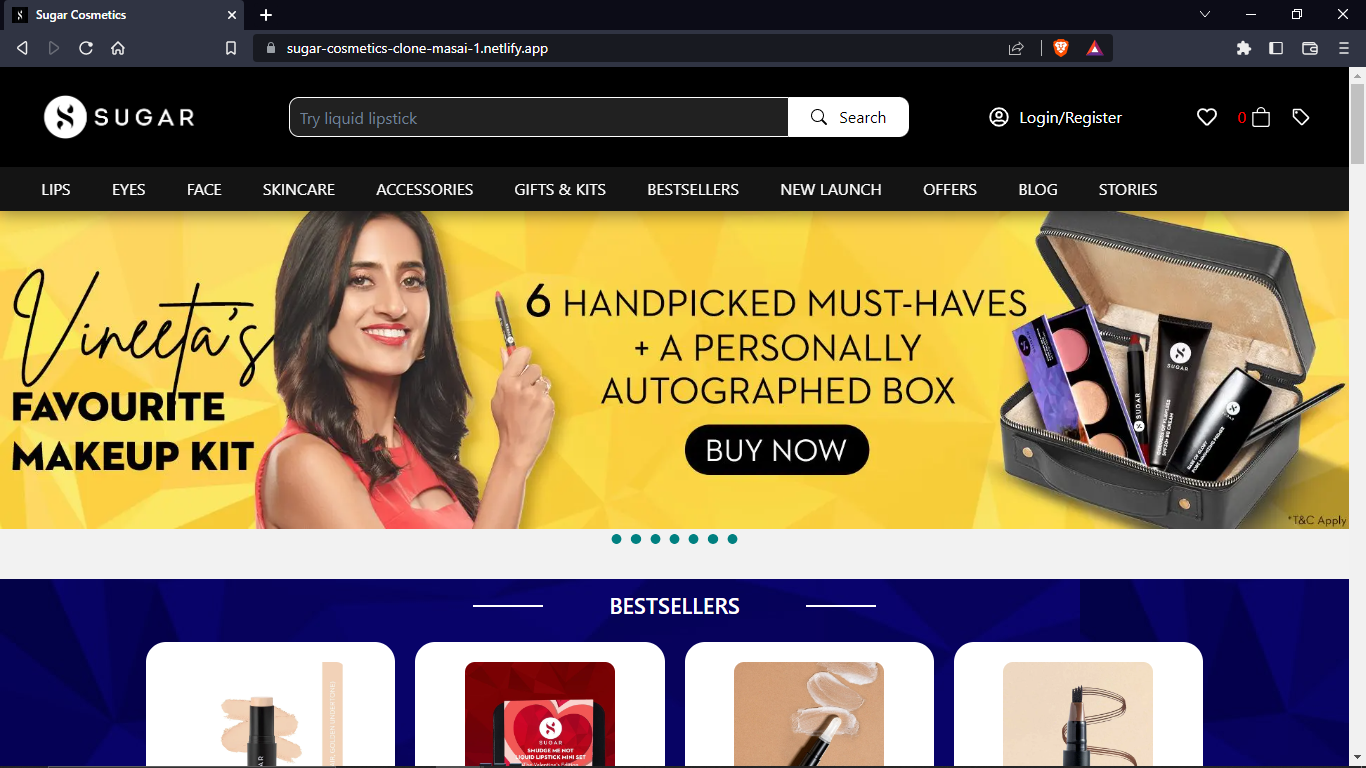 Sugar Cosmetics
sugar-cosmetics-clone-masai-1.netlify.app
SUGAR
Try liquid lipstick
Search
Login/Register
0
LIPS EYES FACE SKINCARE ACCESSORIES GIFTS & KITS BESTSELLERS NEW LAUNCH OFFERS BLOG STORIES
Vineeta's
FAVOURITE
MAKEUP KIT
6 HANDPICKED MUST-HAVES
+ A PERSONALLY
AUTOGRAPHED BOX
BUY NOW
SUGAR
SUGAR
*T&C Apply
BESTSELLERS
SUGAR
SMUDGE ME NOT
LIQUID LIPSTICK MINI SET